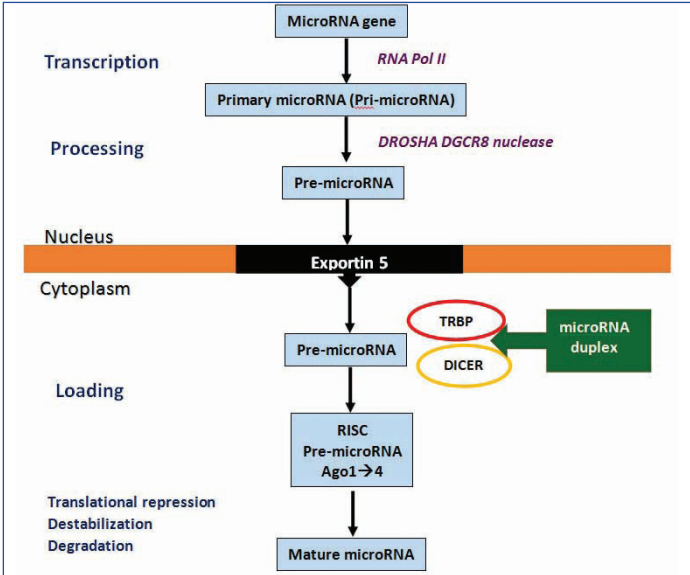 MicroRNA gene
Transcription
RNA Pol II
Primary microRNA (Pri-microRNA)
Processing
DROSHA DGCR8 nuclease
Pre-microRNA
Nucleus
Exportin 5
Cytoplasm
TRBP
microRNA
duplex
Pre-microRNA
DICER
Loading
RISC
Pre-microRNA
Ago1→4
Translational repression
Destabilization
Degradation
Mature microRNA